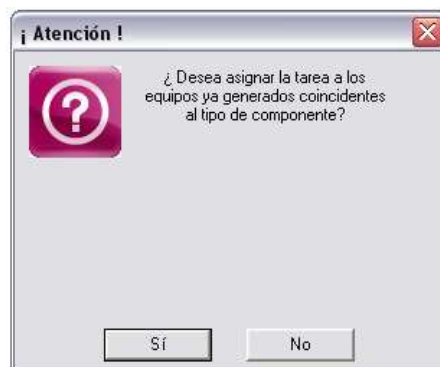 ¡ Atención !
¿ Desea asignar la tarea a los
equipos ya generados coincidentes
al tipo de componente?
Sí
No